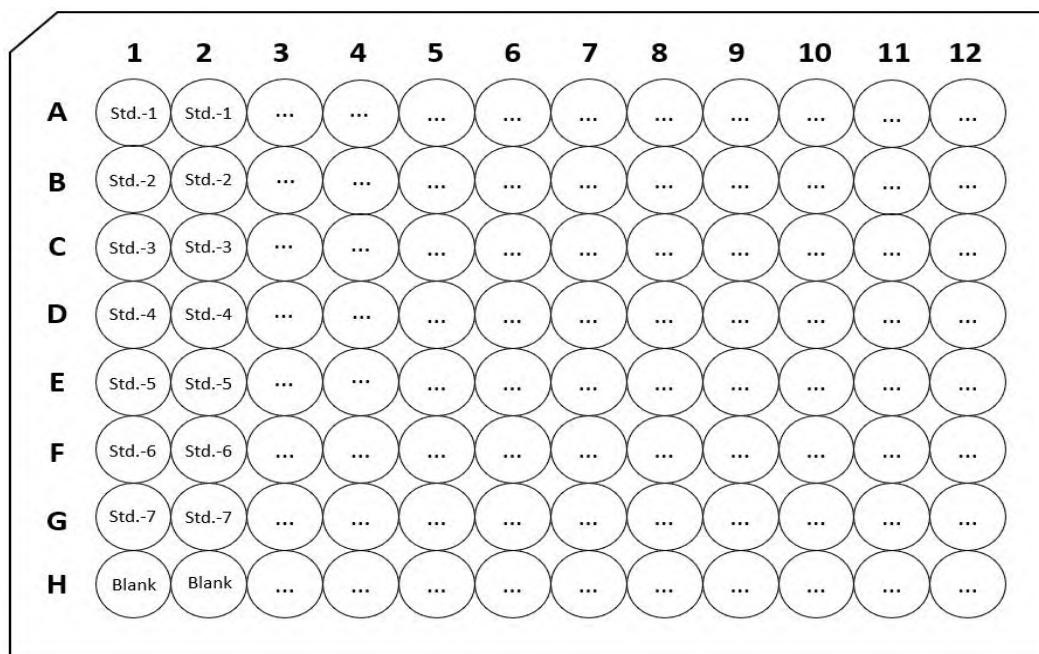 1 2 3 4 5 6 7 8 9 10 11 12
A Std.-1 Std.-1 ... ... ... ... ... ... ... ... ... ...
B Std.-2 Std.-2 ... ... ... ... ... ... ... ... ... ...
C Std.-3 Std.-3 ... ... ... ... ... ... ... ... ... ...
D Std.-4 Std.-4 ... ... ... ... ... ... ... ... ... ...
E Std.-5 Std.-5 ... ... ... ... ... ... ... ... ... ...
F Std.-6 Std.-6 ... ... ... ... ... ... ... ... ... ...
G Std.-7 Std.-7 ... ... ... ... ... ... ... ... ... ...
H Blank Blank ... ... ... ... ... ... ... ... ... ...